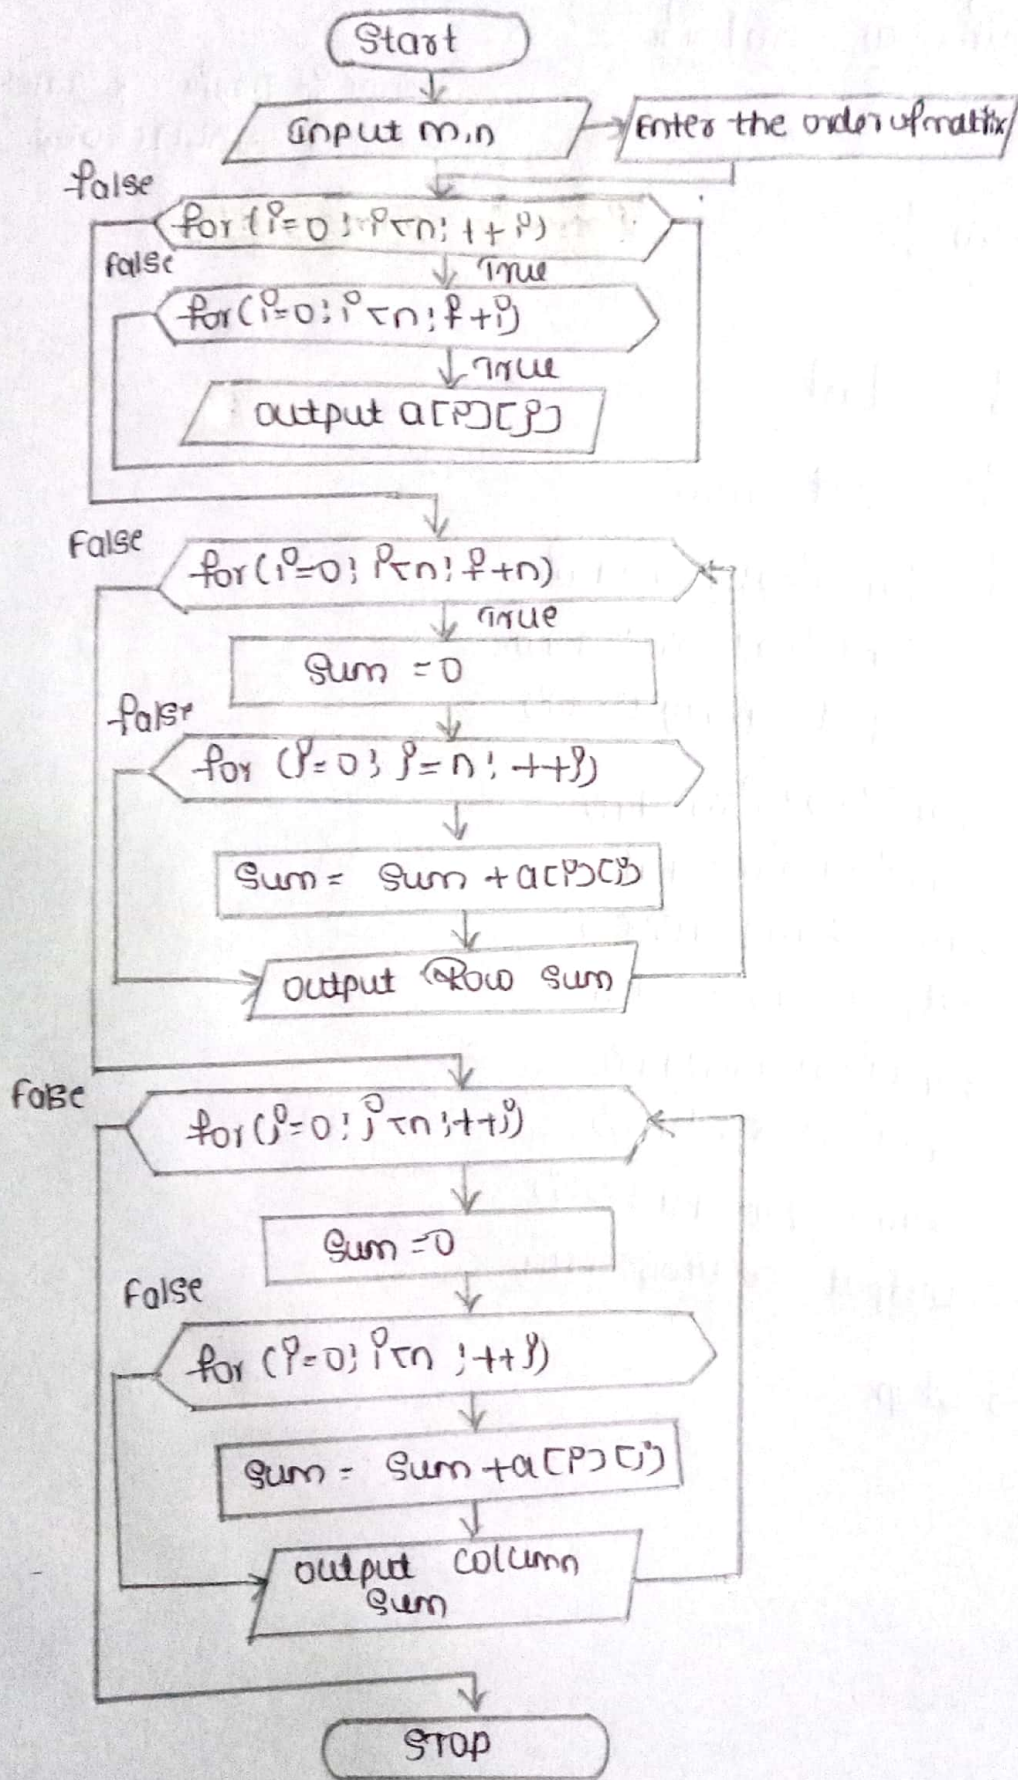 Start
input m,n
Enter the order of matrix
false
for (i=0; i<n; ++i)
false
True
for (j=0; j<n; j++j)
True
output a[i][j]
False
for (i=0; i<n; i+n)
True
Sum = 0
false
for (j=0; j=n; ++j)
Sum = Sum + a[i][j]
output Row sum
False
for (j=0; j<n; ++j)
Sum = 0
False
for (i=0; i<n; ++j)
Sum = Sum + a[i][j]
output column
sum
STOP